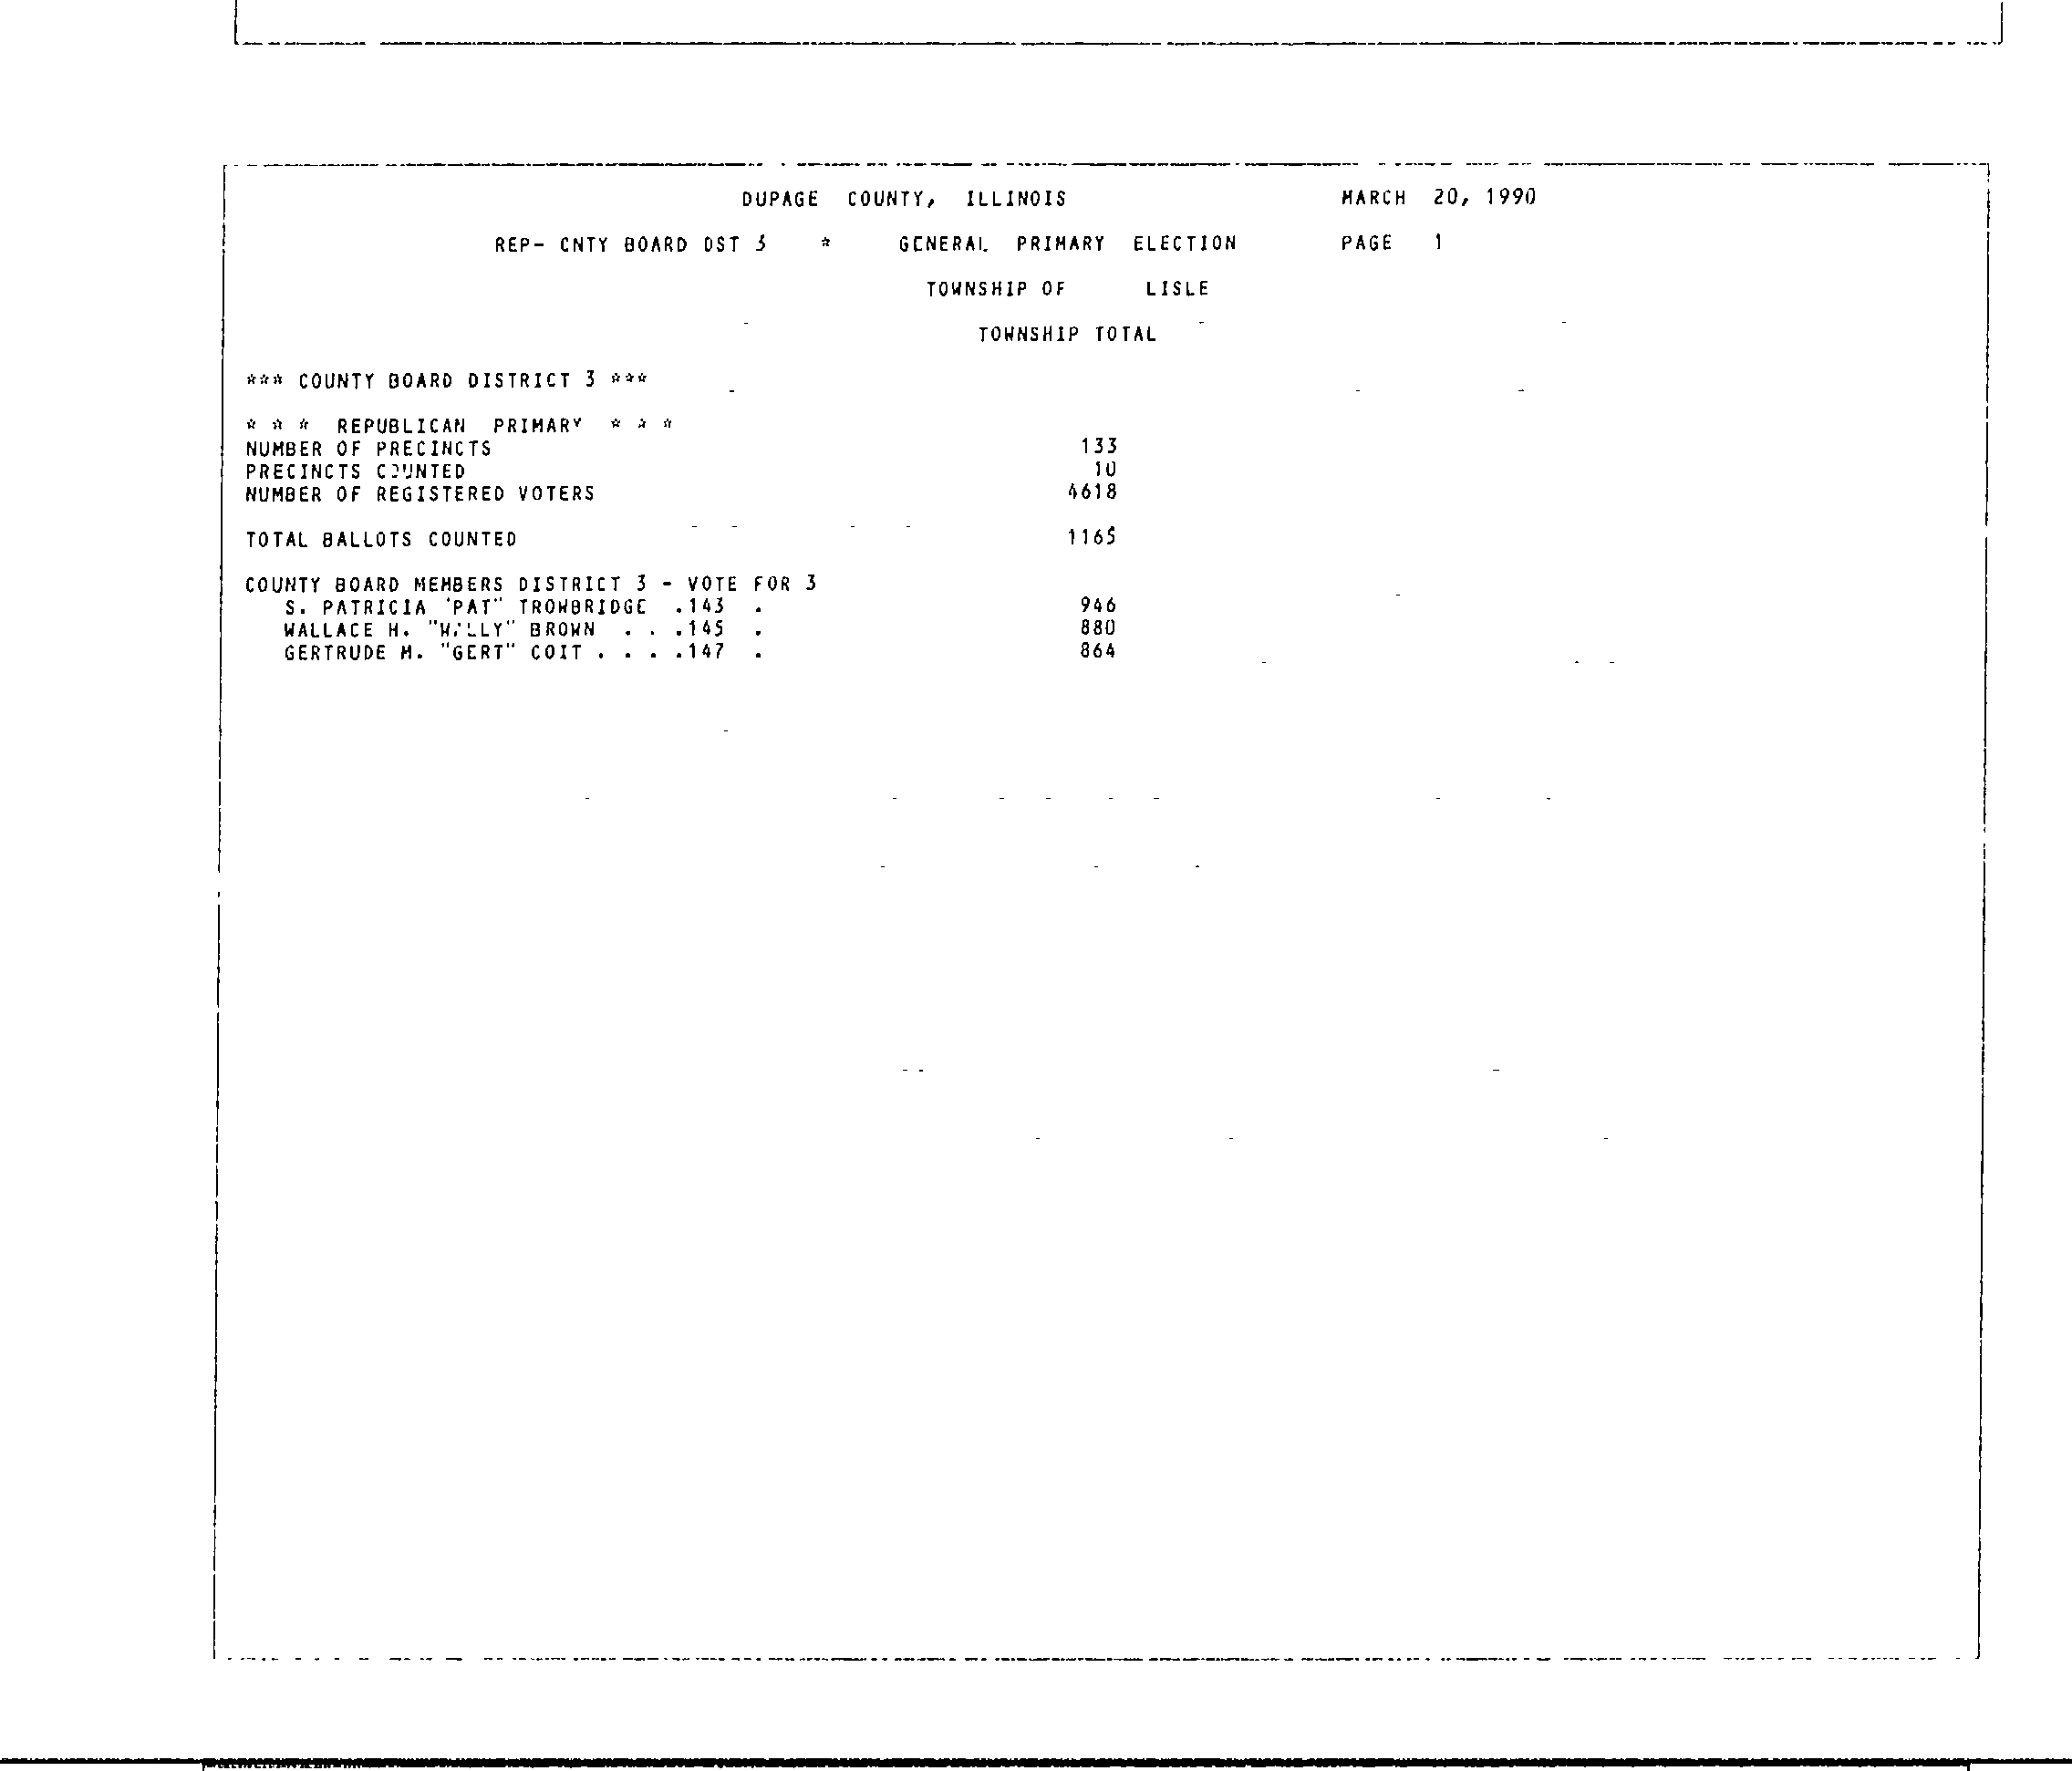 DUPAGE COUNTY, ILLINOIS MARCH 20, 1990
REP- CNTY BOARD DST 3 * GENERAL PRIMARY ELECTION PAGE 1
TOWNSHIP OF LISLE
TOWNSHIP TOTAL
*** COUNTY BOARD DISTRICT 3 ***
* * * REPUBLICAN PRIMARY * * *
NUMBER OF PRECINCTS 133
PRECINCTS COUNTED 10
NUMBER OF REGISTERED VOTERS 4618
TOTAL BALLOTS COUNTED 1165
COUNTY BOARD MEMBERS DISTRICT 3 - VOTE FOR 3
S. PATRICIA "PAT" TROWBRIDGE .143 . 946
WALLACE H. "WALLY" BROWN . . .145 . 880
GERTRUDE M. "GERT" COIT . . . .147 . 864